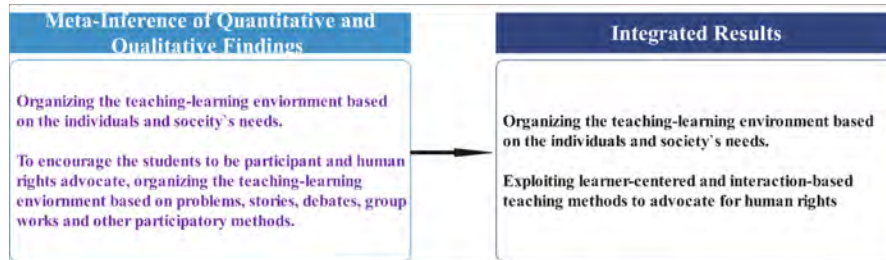 Meta-Inference of Quantitative and
Qualitative Findings
Organizing the teaching-learning enviornment based
on the individuals and soceity`s needs.
To encourage the students to be participant and human
rights advocate, organizing the teaching-learning
enviornment based on problems, stories, debates, group
works and other participatory methods.
Integrated Results
Organizing the teaching-learning environment based
on the individuals and society`s needs.
Exploiting learner-centered and interaction-based
teaching methods to advocate for human rights